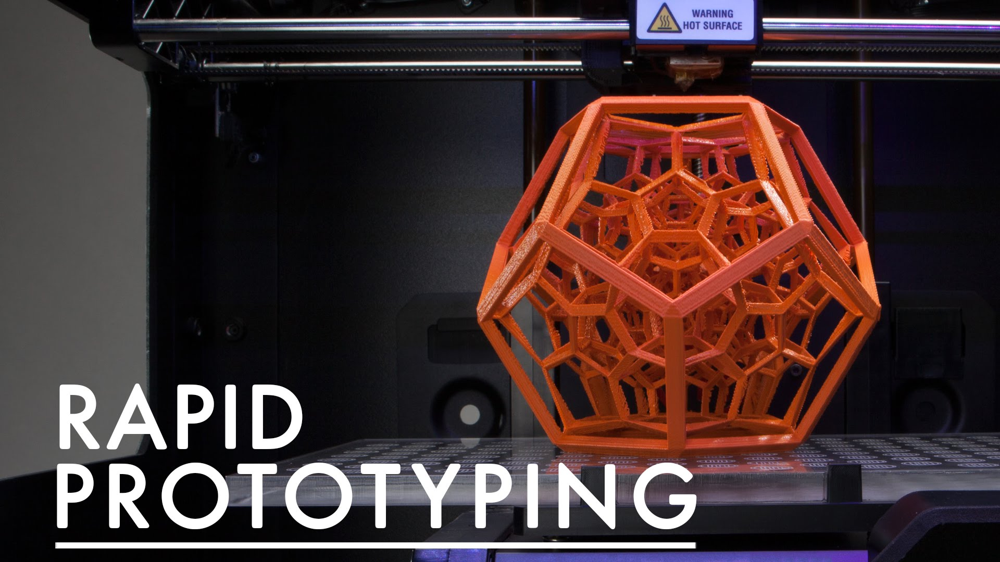 WARNING
HOT SURFACE
RAPID
PROTOTYPING